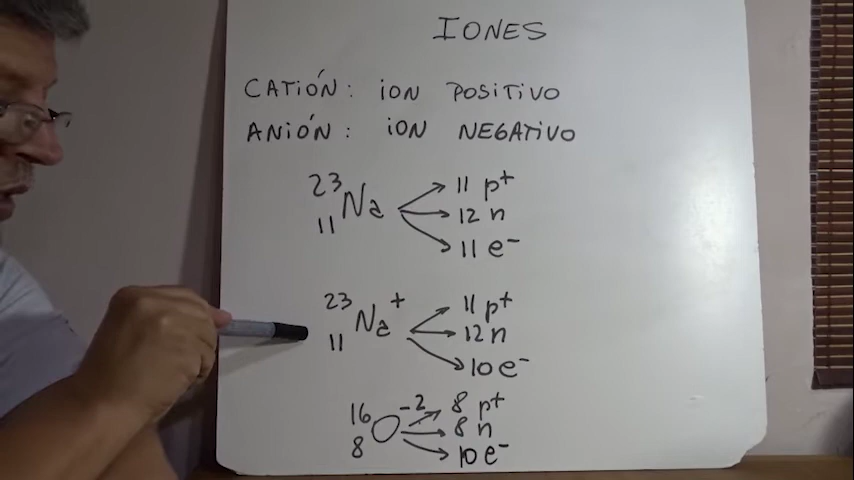 IONES
CATIÓN: ION POSITIVO
ANIÓN: ION NEGATIVO
23
11 Na
11 p+
12 n
11 e-
23
11 Na+
11 p+
12 n
10 e-
16
8 O-2
8 p+
8 n
10 e-